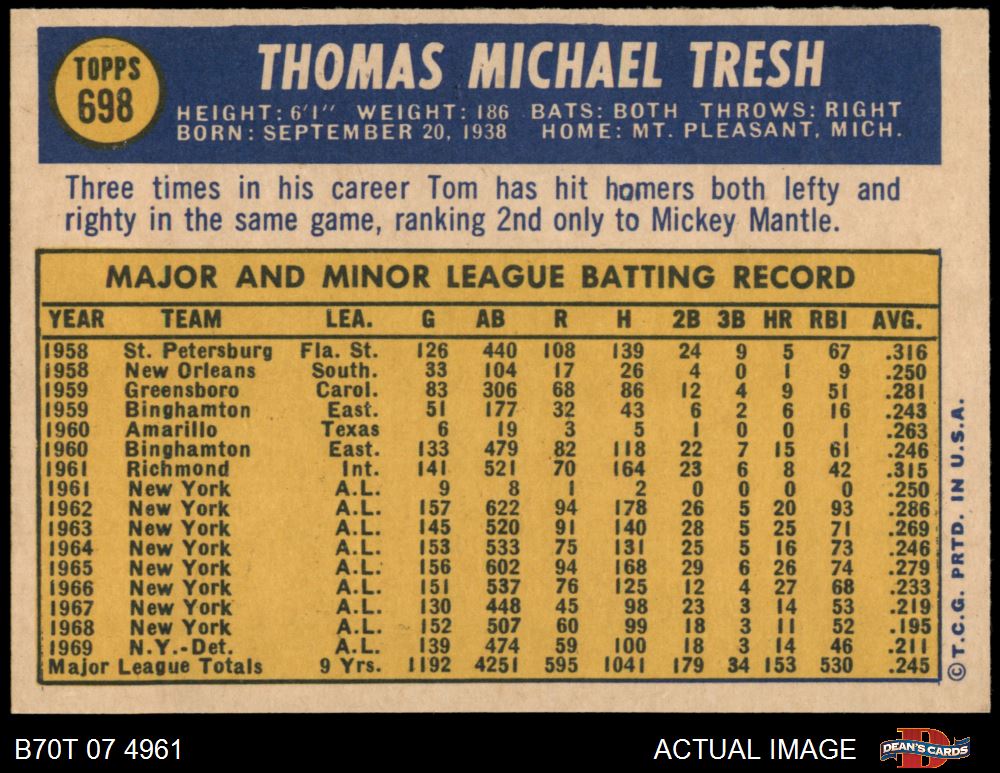 TOPPS
698
THOMAS MICHAEL TRESH
HEIGHT: 6'1" WEIGHT: 186 BATS: BOTH THROWS: RIGHT
BORN: SEPTEMBER 20, 1938 HOME: MT. PLEASANT, MICH.
Three times in his career Tom has hit homers both lefty and
righty in the same game, ranking 2nd only to Mickey Mantle.
MAJOR AND MINOR LEAGUE BATTING RECORD
YEAR TEAM LEA. G AB R H 2B 3B HR RBI AVG.
1958 St. Petersburg Fla. St. 126 440 108 139 24 9 5 67 .316
1958 New Orleans South. 33 104 17 26 4 0 1 9 .250
1959 Greensboro Carol. 83 306 68 86 12 4 9 51 .281
1959 Binghamton East. 51 177 32 43 6 2 6 16 .243
1960 Amarillo Texas 6 19 3 5 1 0 0 1 .263
1960 Binghamton East. 133 479 82 118 22 7 15 61 .246
1961 Richmond Int. 141 521 70 164 23 6 8 42 .315
1961 New York A.L. 9 8 1 2 0 0 0 0 .250
1962 New York A.L. 157 622 94 178 26 5 20 93 .286
1963 New York A.L. 145 520 91 140 28 5 25 71 .269
1964 New York A.L. 153 533 75 131 25 5 16 73 .246
1965 New York A.L. 156 602 94 168 29 6 26 74 .279
1966 New York A.L. 151 537 76 125 12 4 27 68 .233
1967 New York A.L. 130 448 45 98 23 3 14 53 .219
1968 New York A.L. 152 507 60 99 18 3 11 52 .195
1969 N.Y.-Det. A.L. 139 474 59 100 18 3 14 46 .211
Major League Totals 9 Yrs. 1192 4251 595 1041 179 34 153 530 .245
© T.C.G. PRTD. IN U.S.A.
B70T 07 4961
ACTUAL IMAGE
DEAN'S CARDS